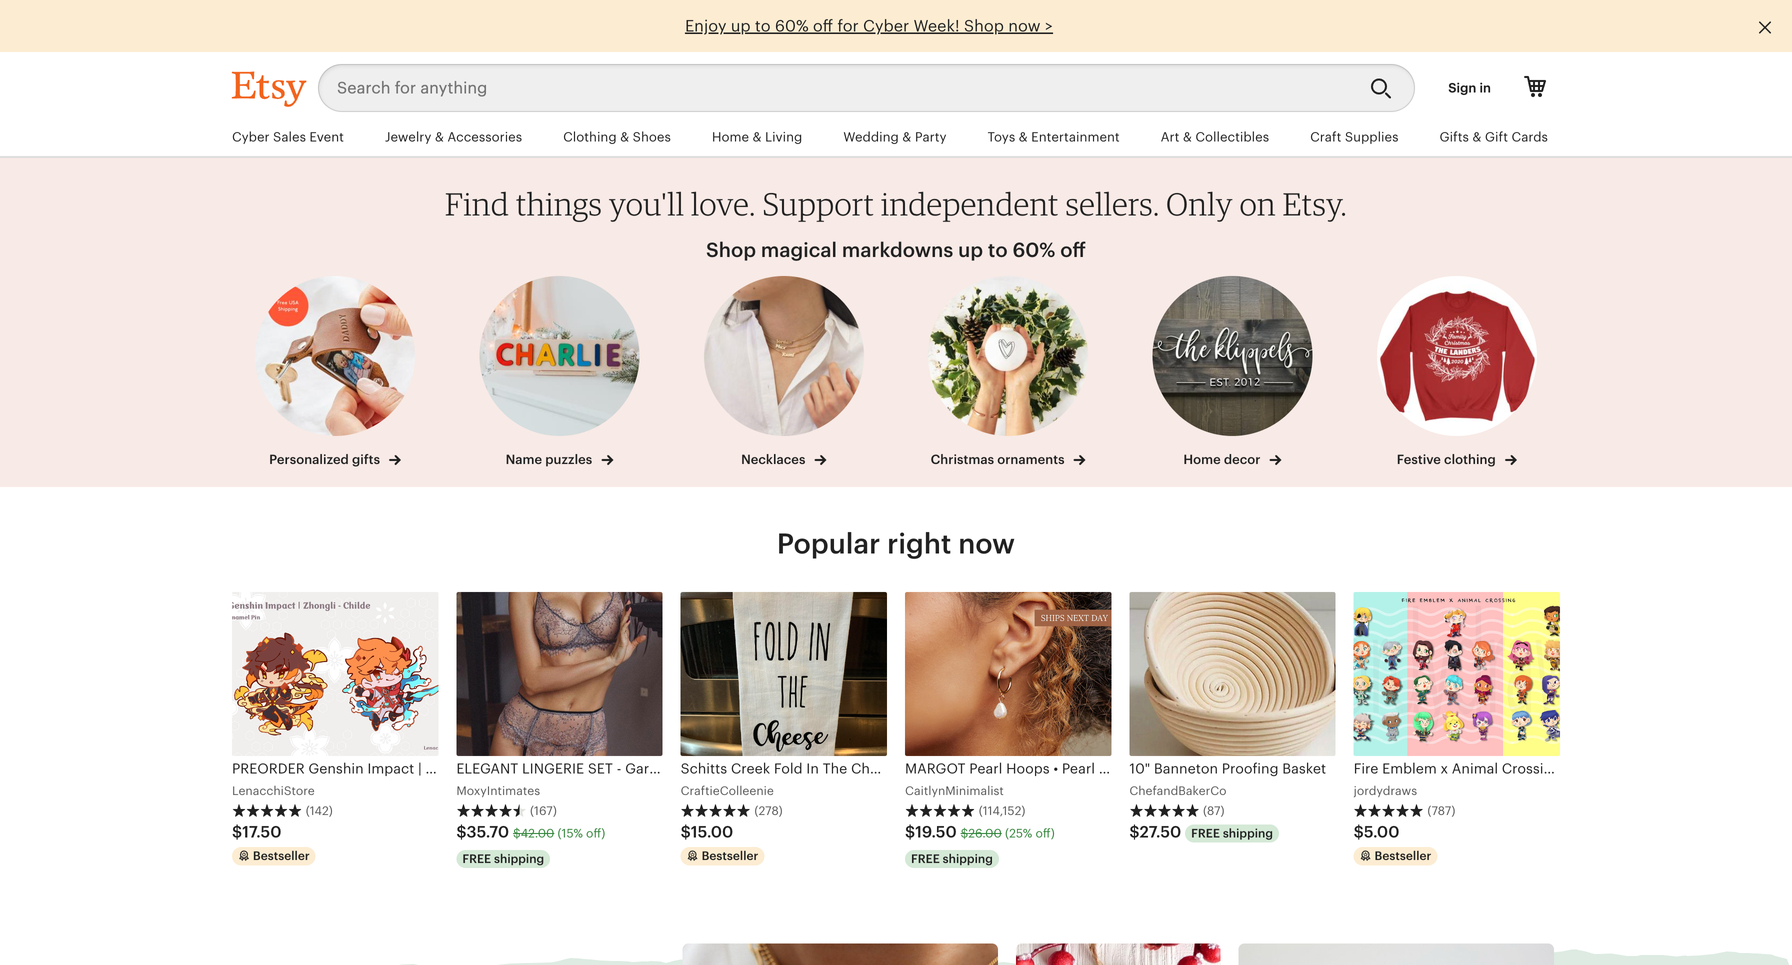 Enjoy up to 60% off for Cyber Week! Shop now >
Etsy
Search for anything
Sign in
Cyber Sales Event
Jewelry & Accessories
Clothing & Shoes
Home & Living
Wedding & Party
Toys & Entertainment
Art & Collectibles
Craft Supplies
Gifts & Gift Cards
Find things you'll love. Support independent sellers. Only on Etsy.
Shop magical markdowns up to 60% off
Free USA
Shipping
DADDY
CHARLIE
the klippels
EST. 2012
Family
Christmas
THE LANDERS
2020
Personalized gifts →
Name puzzles →
Necklaces →
Christmas ornaments →
Home decor →
Festive clothing →
Popular right now
Genshin Impact | Zhongli - Childe
Enamel Pin
FOLD IN
THE
Cheese
SHIPS NEXT DAY
FIRE EMBLEM X ANIMAL CROSSING
PREORDER Genshin Impact | ...
LenacchiStore
(142)
$17.50
Bestseller
ELEGANT LINGERIE SET - Gar...
MoxyIntimates
(167)
$35.70 $42.00 (15% off)
FREE shipping
Schitts Creek Fold In The Ch...
CraftieColleenie
(278)
$15.00
Bestseller
MARGOT Pearl Hoops • Pearl ...
CaitlynMinimalist
(114,152)
$19.50 $26.00 (25% off)
FREE shipping
10" Banneton Proofing Basket
ChefandBakerCo
(87)
$27.50 FREE shipping
Fire Emblem x Animal Crossi...
jordydraws
(787)
$5.00
Bestseller